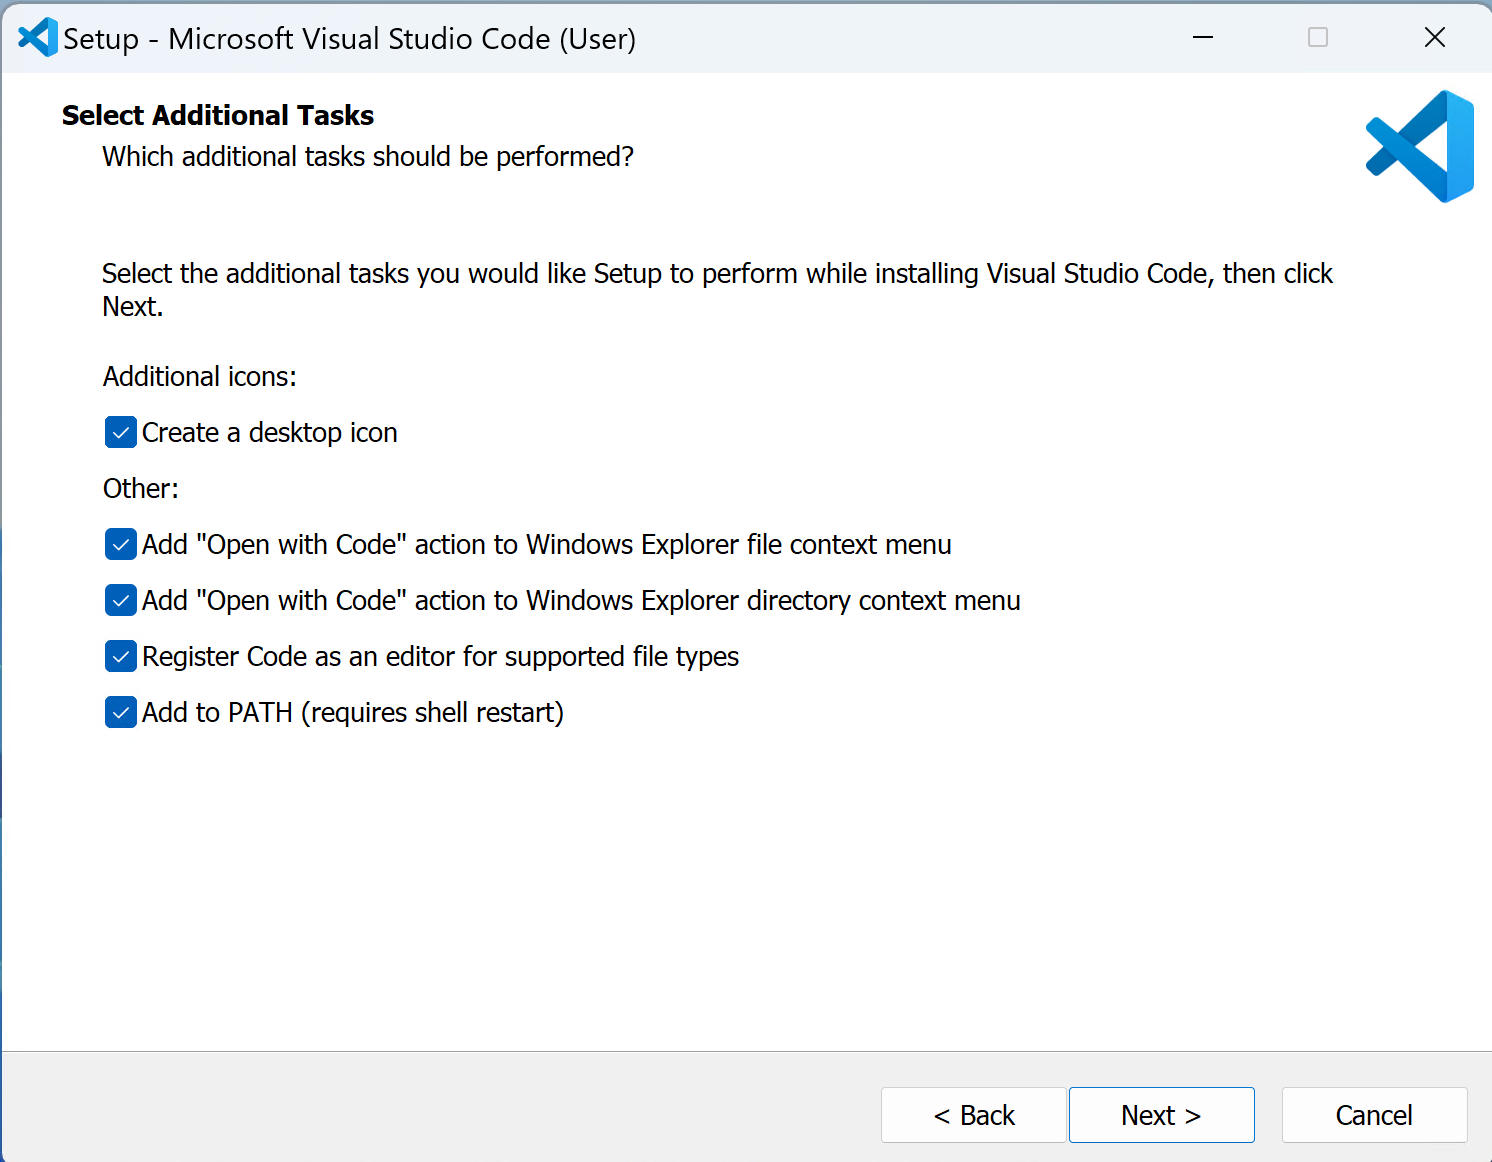 Setup - Microsoft Visual Studio Code (User)
Select Additional Tasks
Which additional tasks should be performed?
Select the additional tasks you would like Setup to perform while installing Visual Studio Code, then click
Next.
Additional icons:
Create a desktop icon
Other:
Add "Open with Code" action to Windows Explorer file context menu
Add "Open with Code" action to Windows Explorer directory context menu
Register Code as an editor for supported file types
Add to PATH (requires shell restart)
< Back
Next >
Cancel